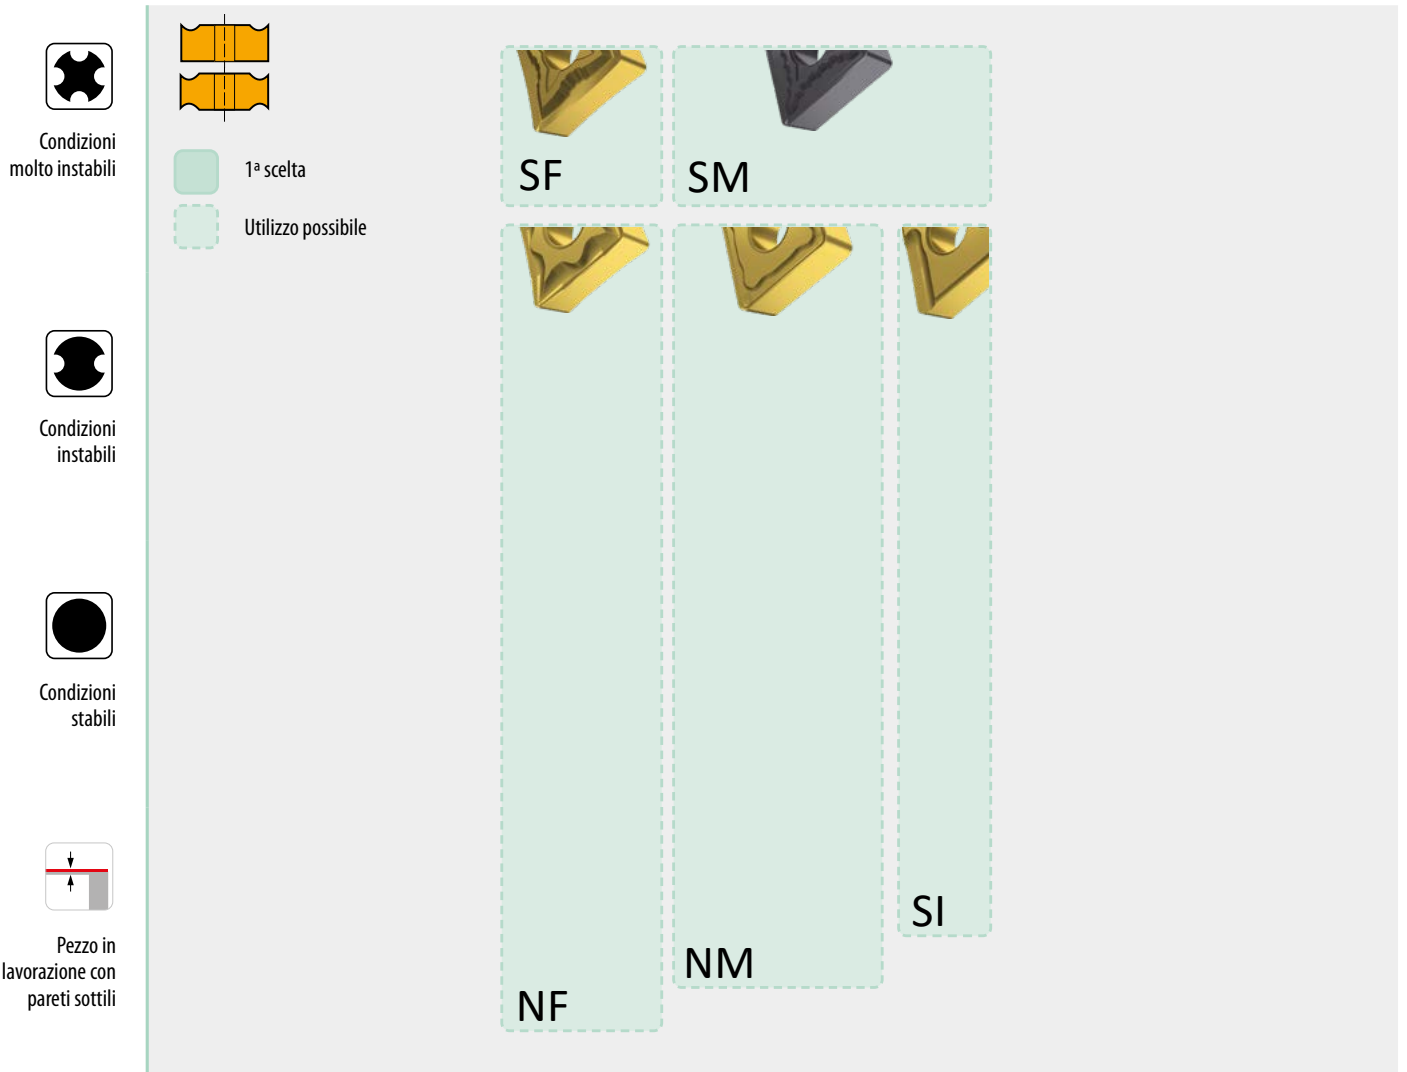 Condizioni
molto instabili
1ª scelta
Utilizzo possibile
SF
SM
Condizioni
instabili
Condizioni
stabili
Pezzo in
lavorazione con
pareti sottili
SI
NM
NF